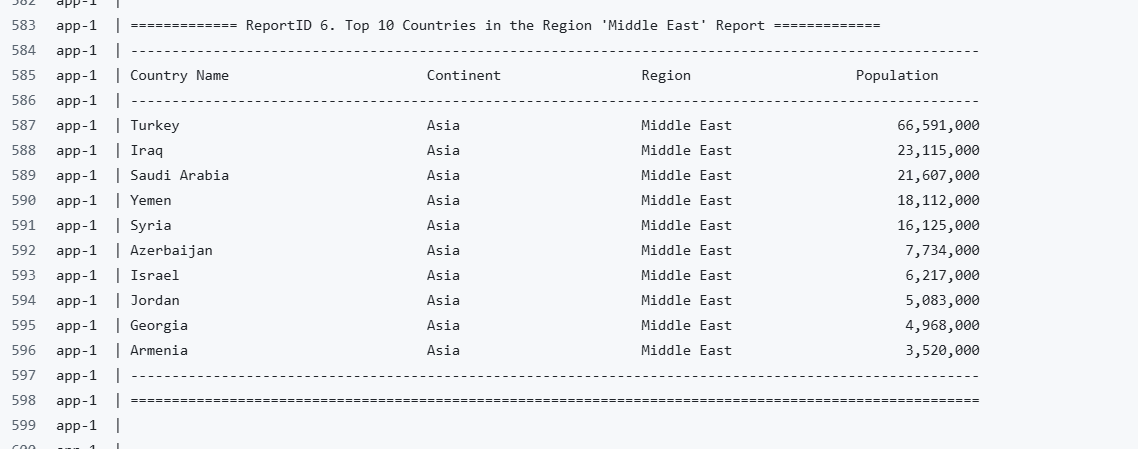 582 app-1 |
583 app-1 | ============= ReportID 6. Top 10 Countries in the Region 'Middle East' Report =============
584 app-1 | -------------------------------------------------------------------------------------------------------
585 app-1 | Country Name                        Continent                 Region                    Population
586 app-1 | -------------------------------------------------------------------------------------------------------
587 app-1 | Turkey                              Asia                      Middle East                    66,591,000
588 app-1 | Iraq                                Asia                      Middle East                    23,115,000
589 app-1 | Saudi Arabia                        Asia                      Middle East                    21,607,000
590 app-1 | Yemen                               Asia                      Middle East                    18,112,000
591 app-1 | Syria                               Asia                      Middle East                    16,125,000
592 app-1 | Azerbaijan                          Asia                      Middle East                     7,734,000
593 app-1 | Israel                              Asia                      Middle East                     6,217,000
594 app-1 | Jordan                              Asia                      Middle East                     5,083,000
595 app-1 | Georgia                             Asia                      Middle East                     4,968,000
596 app-1 | Armenia                             Asia                      Middle East                     3,520,000
597 app-1 | -------------------------------------------------------------------------------------------------------
598 app-1 | =======================================================================================================
599 app-1 |
600 app-1 |